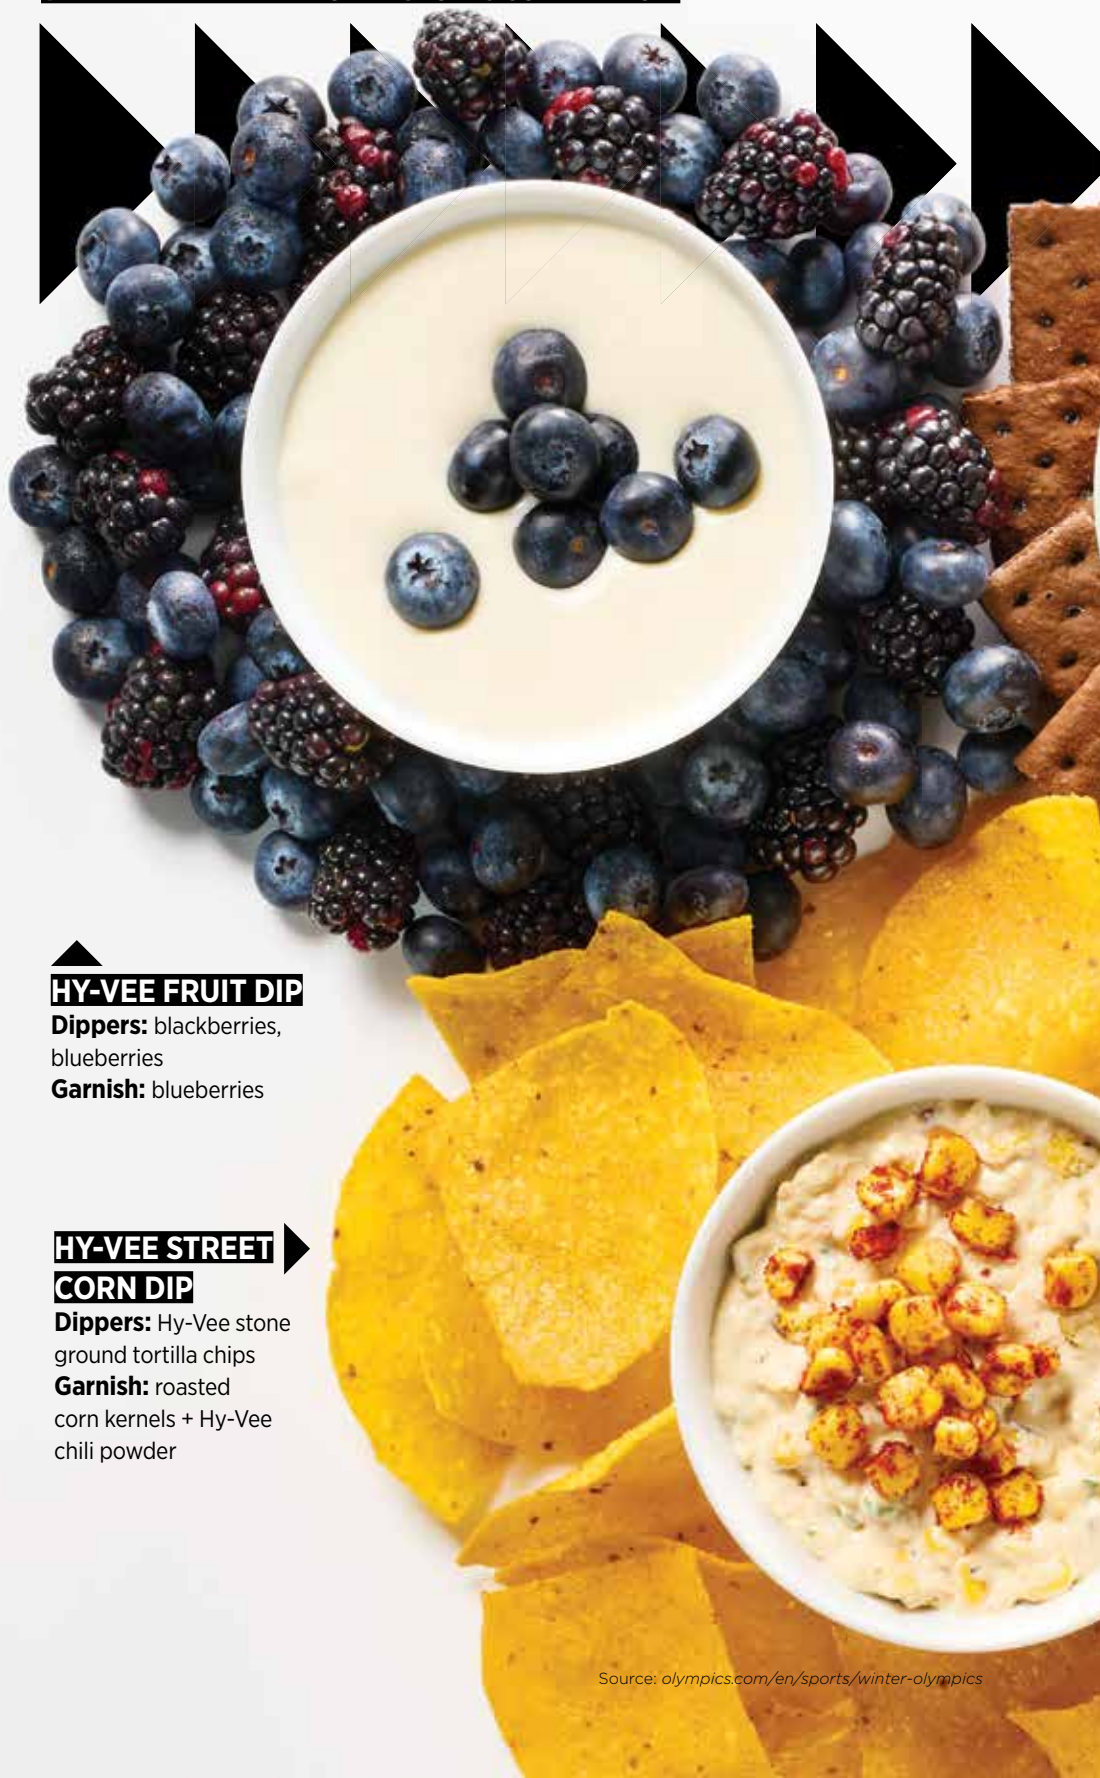 HY-VEE FRUIT DIP
Dippers: blackberries,
blueberries
Garnish: blueberries
HY-VEE STREET
CORN DIP
Dippers: Hy-Vee stone
ground tortilla chips
Garnish: roasted
corn kernels + Hy-Vee
chili powder
Source: olympics.com/en/sports/winter-olympics